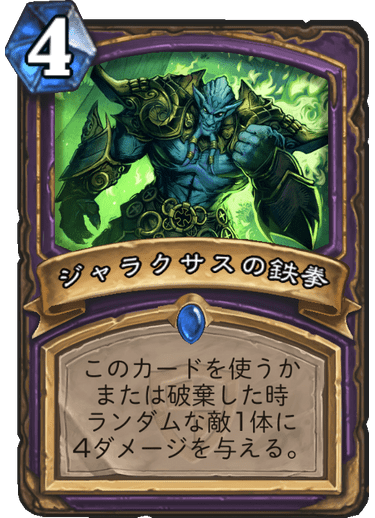 4
ジャラクサスの鉄拳
このカードを使うか
または破棄した時
ランダムな敵1体に
4ダメージを与える。